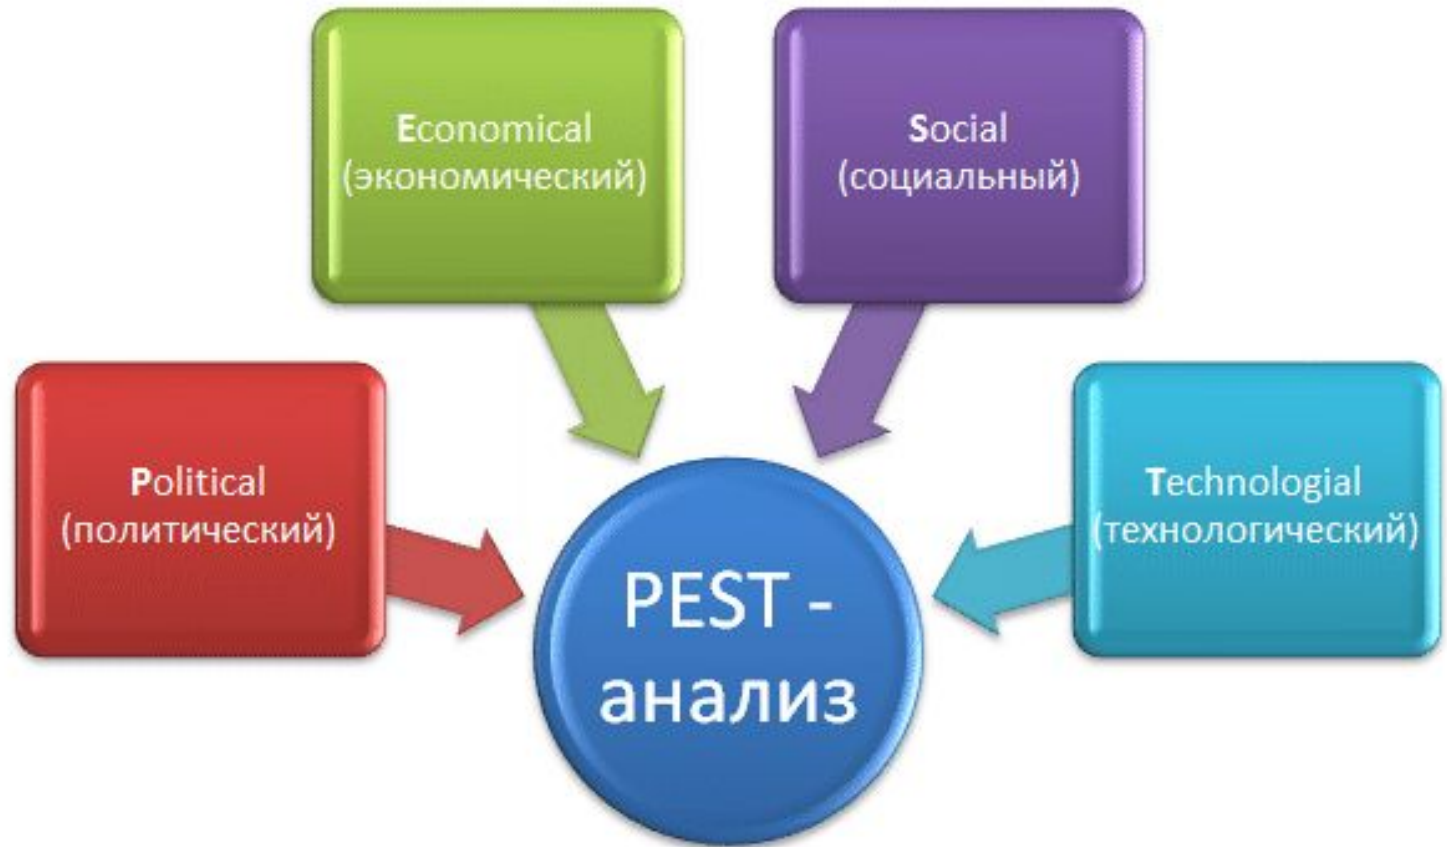 Economical
(экономический)
Social
(социальный)
Political
(политический)
Technologial
(технологический)
PEST -
анализ